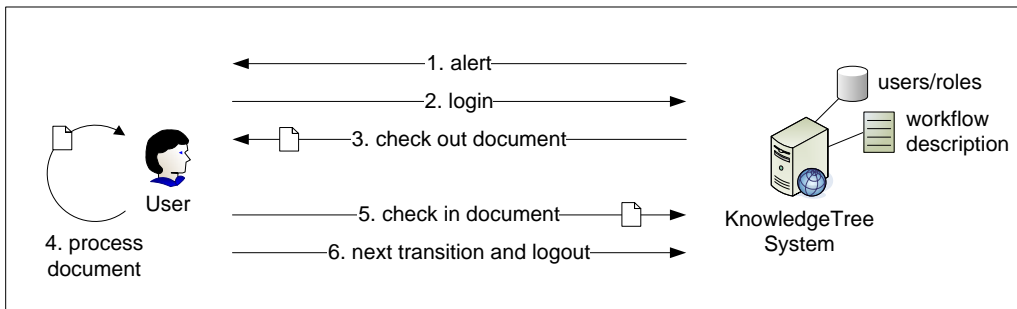 1. alert
2. login
3. check out document
User
4. process
document
5. check in document
6. next transition and logout
users/roles
workflow
description
KnowledgeTree
System